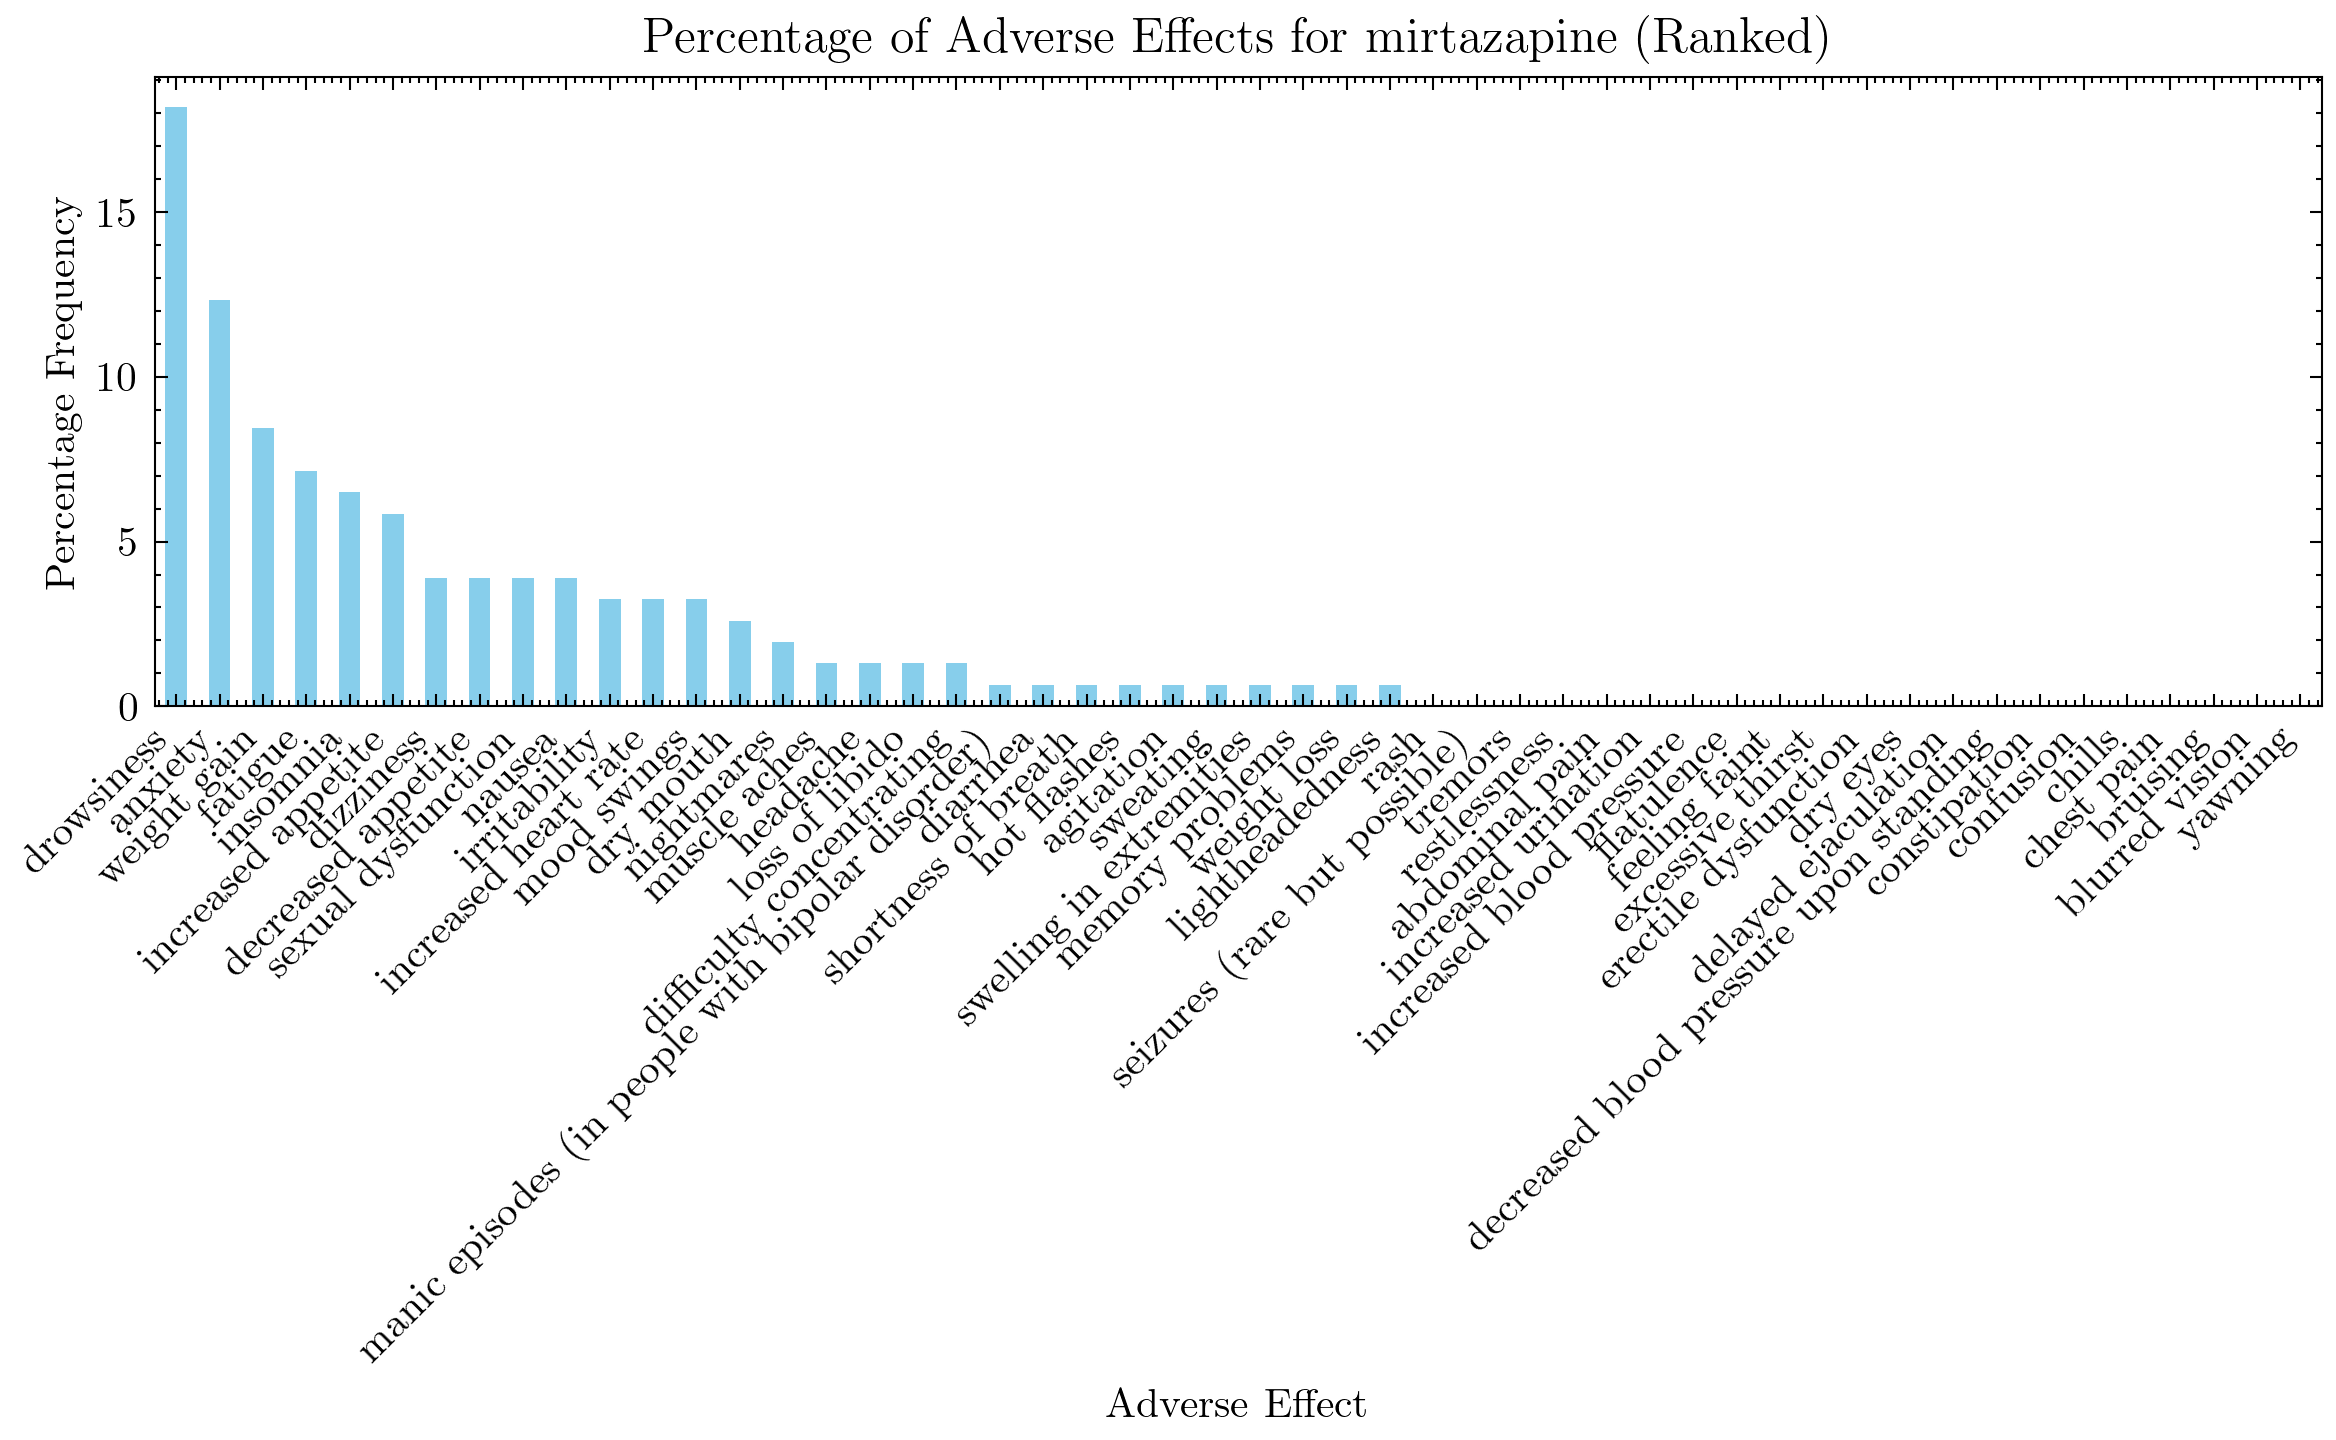 Percentage of Adverse Effects for mirtazapine (Ranked)
Percentage Frequency
15
10
5
0
drowsiness
anxiety
weight gain
fatigue
insomnia
increased appetite
dizziness
decreased appetite
sexual dysfunction
nausea
irritability
increased heart rate
mood swings
dry mouth
nightmares
muscle aches
headache
loss of libido
difficulty concentrating
manic episodes (in people with bipolar disorder)
diarrhea
shortness of breath
hot flashes
agitation
sweating
swelling in extremities
memory problems
weight loss
lightheadedness
rash
seizures (rare but possible)
tremors
restlessness
abdominal pain
increased urination
increased blood pressure
flatulence
feeling faint
excessive thirst
erectile dysfunction
dry eyes
delayed ejaculation
decreased blood pressure upon standing
constipation
confusion
chills
chest pain
bruising
blurred vision
yawning
Adverse Effect